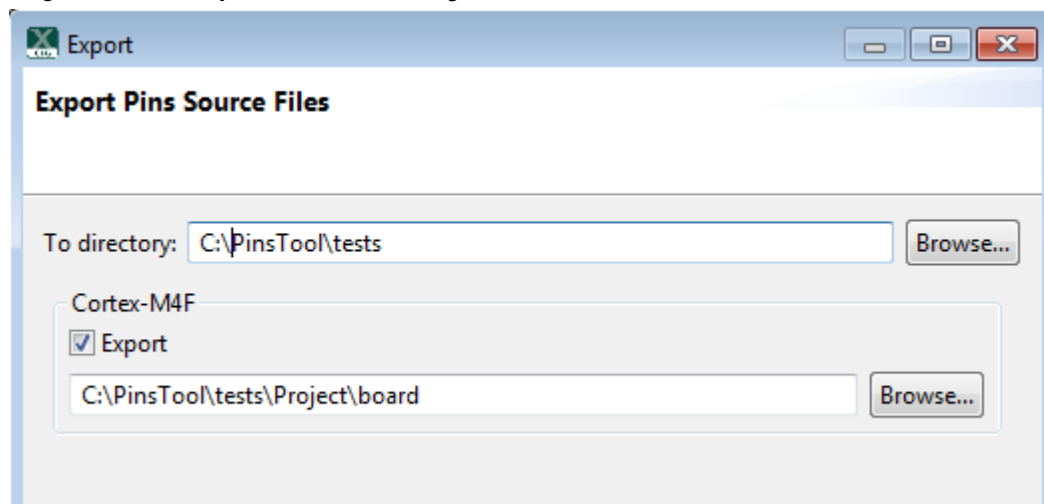 Export
Export Pins Source Files
To directory: C:\PinsTool\tests Browse...
Cortex-M4F
Export
C:\PinsTool\tests\Project\board Browse...